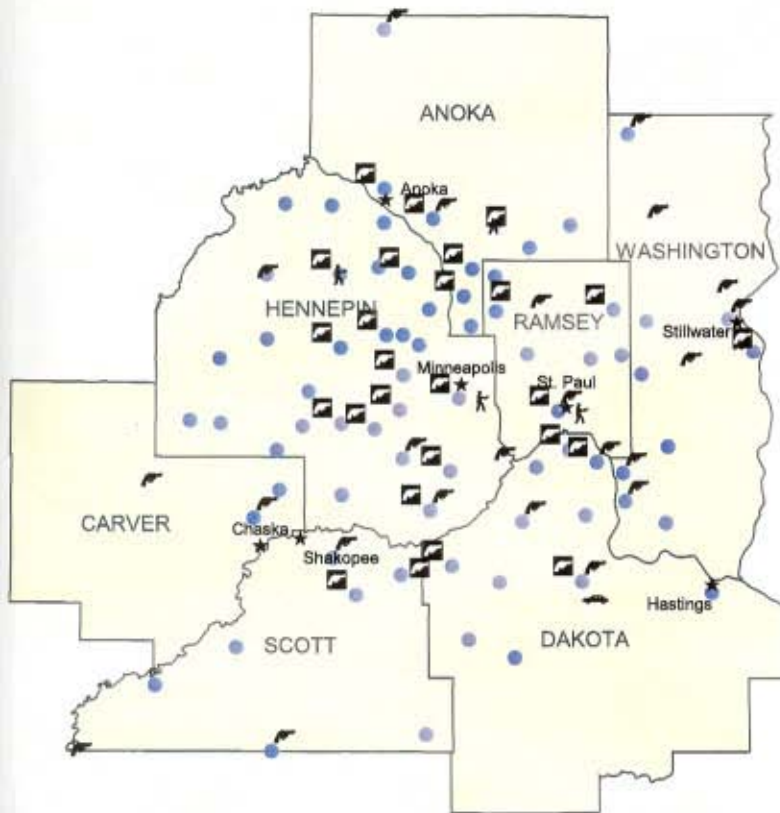 ANOKA
Anoka
WASHINGTON
HENNEPIN
RAMSEY
Stillwater
Minneapolis
St. Paul
CARVER
Chaska
Shakopee
Hastings
SCOTT
DAKOTA